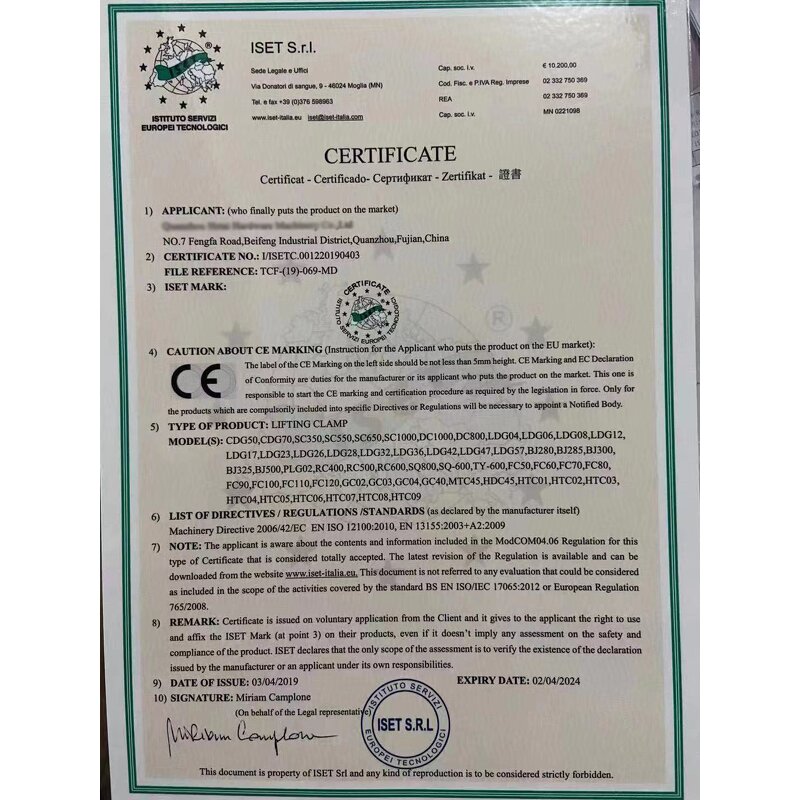 ISET S.r.l.
Sede Legale e Uffici
Via Donatori di sangue, 9 - 46024 Moglia (MN)
Tel. e fax +39 (0)376 598963
www.iset-italia.eu iset@iset-italia.com
Cap. soc. i.v. € 10.200,00
Cod. Fisc. e P.IVA Reg. Imprese 02 332 750 369
REA 02 332 750 369
Cap. soc. i.v. MN 0221098
ISTITUTO SERVIZI
EUROPEI TECNOLOGICI
CERTIFICATE
Certificat - Certificado- Сертификат - Zertifikat - 證書
1) APPLICANT: (who finally puts the product on the market)
NO.7 Fengfa Road,Beifeng Industrial District,Quanzhou,Fujian,China
2) CERTIFICATE NO.: I/ISETC.001220190403
FILE REFERENCE: TCF-(19)-069-MD
3) ISET MARK:
CERTIFICATE
ISTITUTO SERVIZI EUROPEI TECNOLOGICI
4) CAUTION ABOUT CE MARKING (Instruction for the Applicant who puts the product on the EU market):
CE
The label of the CE Marking on the left side should be not less than 5mm height. CE Marking and EC Declaration
of Conformity are duties for the manufacturer or its applicant who puts the product on the market. This one is
responsible to start the CE marking and certification procedure as required by the legislation in force. Only for
the products which are compulsorily included into specific Directives or Regulations will be necessary to appoint a Notified Body.
5) TYPE OF PRODUCT: LIFTING CLAMP
MODEL(S): CDG50,CDG70,SC350,SC550,SC650,SC1000,DC1000,DC800,LDG04,LDG06,LDG08,LDG12,
LDG17,LDG23,LDG26,LDG28,LDG32,LDG36,LDG42,LDG47,LDG57,BJ280,BJ285,BJ300,
BJ325,BJ500,PLG02,RC400,RC500,RC600,SQ800,SQ-600,TY-600,FC50,FC60,FC70,FC80,
FC90,FC100,FC110,FC120,GC02,GC03,GC04,GC40,MTC45,HDC45,HTC01,HTC02,HTC03,
HTC04,HTC05,HTC06,HTC07,HTC08,HTC09
6) LIST OF DIRECTIVES / REGULATIONS /STANDARDS (as declared by the manufacturer itself)
Machinery Directive 2006/42/EC EN ISO 12100:2010, EN 13155:2003+A2:2009
7) NOTE: The applicant is aware about the contents and information included in the ModCOM04.06 Regulation for this
type of Certificate that is considered totally accepted. The latest revision of the Regulation is available and can be
downloaded from the website www.iset-italia.eu. This document is not referred to any evaluation that could be considered
as included in the scope of the activities covered by the standard BS EN ISO/IEC 17065:2012 or European Regulation
765/2008.
8) REMARK: Certificate is issued on voluntary application from the Client and it gives to the applicant the right to use
and affix the ISET Mark (at point 3) on their products, even if it doesn't imply any assessment on the safety and
compliance of the product. ISET declares that the only scope of the assessment is to verify the existence of the declaration
issued by the manufacturer or an applicant under its own responsibilities.
9) DATE OF ISSUE: 03/04/2019 EXPIRY DATE: 02/04/2024
10) SIGNATURE: Miriam Camplone
(On behalf of the Legal representative)
Miriam Camplone
ISTITUTO SERVIZI
ISET S.R.L
EUROPEI TECNOLOGICI
This document is property of ISET Srl and any kind of reproduction is to be considered strictly forbidden.